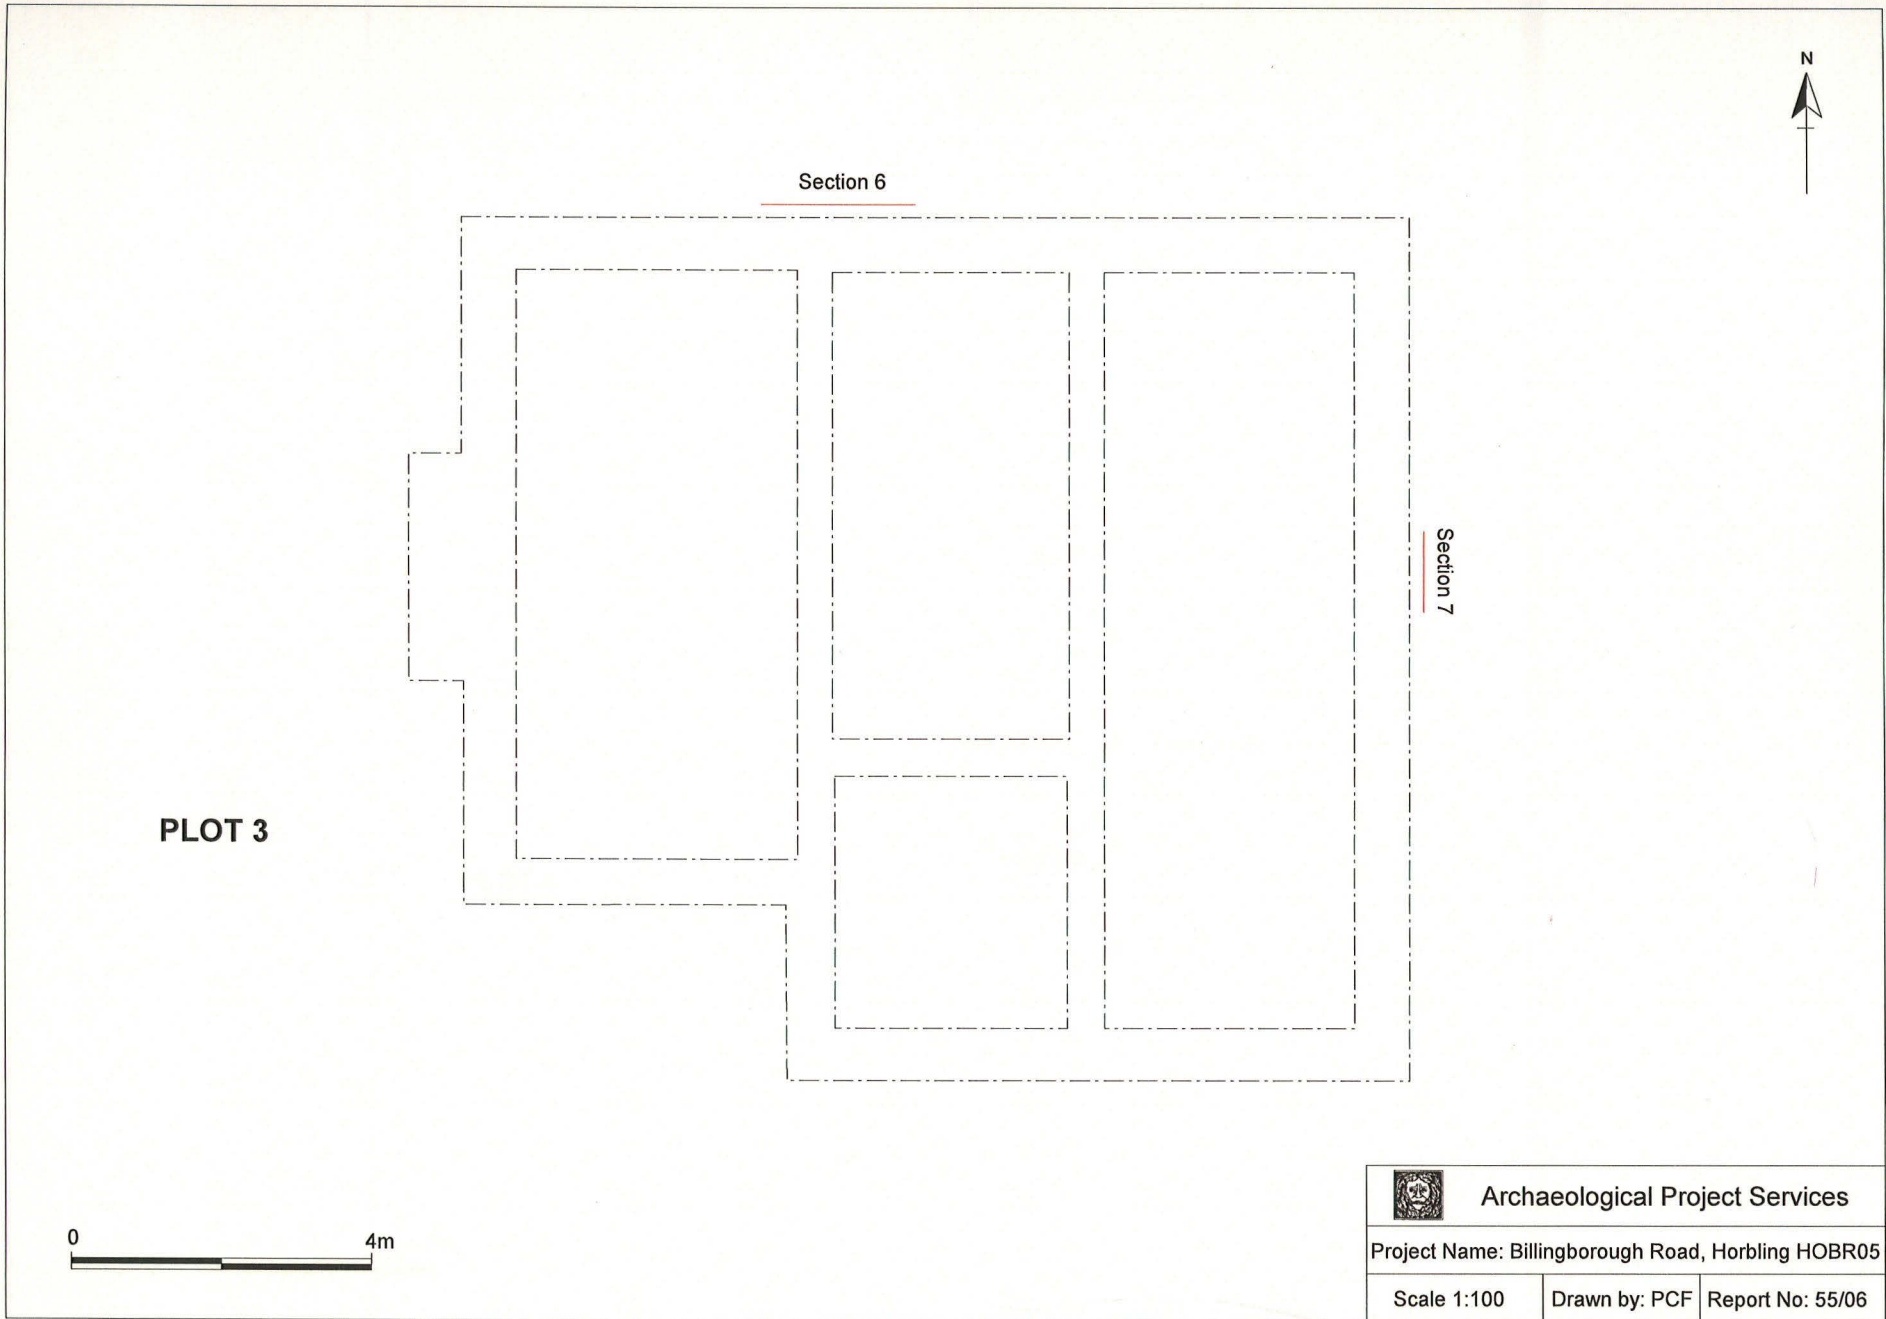 N
Section 6
Section 7
PLOT 3
0 4m
Archaeological Project Services
Project Name: Billingborough Road, Horbling HOBR05
Scale 1:100 Drawn by: PCF Report No: 55/06